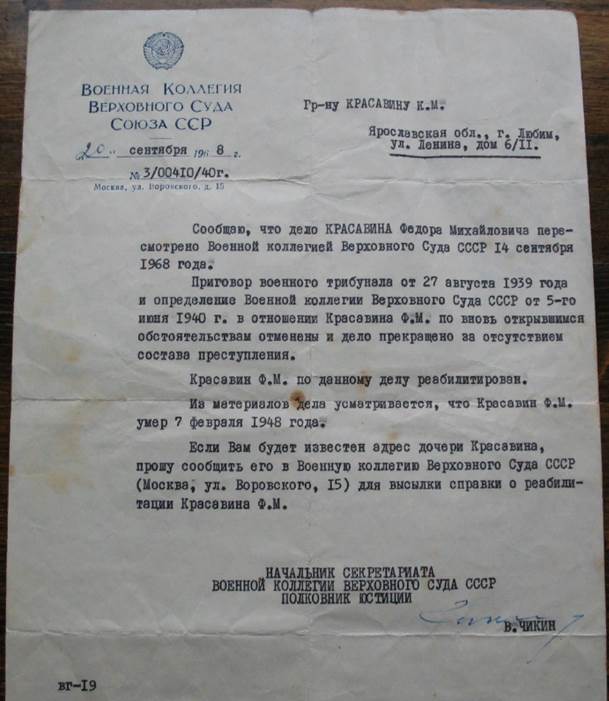 ВОЕННАЯ КОЛЛЕГИЯ
ВЕРХОВНОГО СУДА
СОЮЗА ССР
20 сентября 1968 г.
№ 3/00410/40г.
Москва, ул. Воровского, д. 15
Гр-ну КРАСАВИНУ К.М.
Ярославская обл., г. Любим,
ул. Ленина, дом 6/II.
Сообщаю, что дело КРАСАВИНА Федора Михайловича пере-
смотрено Военной коллегией Верховного Суда СССР 14 сентября
1968 года.
Приговор военного трибунала от 27 августа 1939 года
и определение Военной коллегии Верховного Суда СССР от 5-го
июня 1940 г. в отношении Красавина Ф.М. по вновь открывшимся
обстоятельствам отменены и дело прекращено за отсутствием
состава преступления.
Красавин Ф.М. по данному делу реабилитирован.
Из материалов дела усматривается, что Красавин Ф.М.
умер 7 февраля 1948 года.
Если Вам будет известен адрес дочери Красавина,
прошу сообщить его в Военную коллегию Верховного Суда СССР
(Москва, ул. Воровского, 15) для высылки справки о реабили-
тации Красавина Ф.М.
НАЧАЛЬНИК СЕКРЕТАРИАТА
ВОЕННОЙ КОЛЛЕГИИ ВЕРХОВНОГО СУДА СССР
ПОЛКОВНИК ЮСТИЦИИ
В.ЧИКИН
вг-19